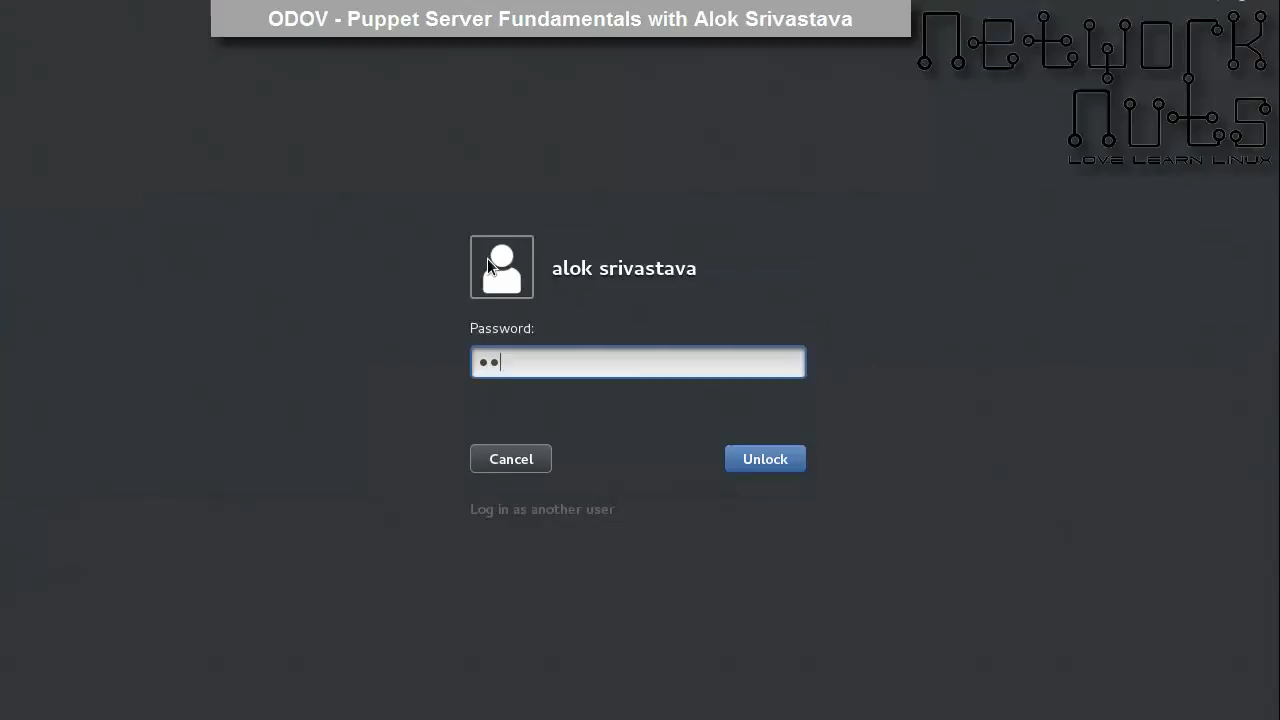 ODOV - Puppet Server Fundamentals with Alok Srivastava
Network
Nuts
LOVE LEARN LINUX
alok srivastava
Password:
Cancel
Unlock
Log in as another user